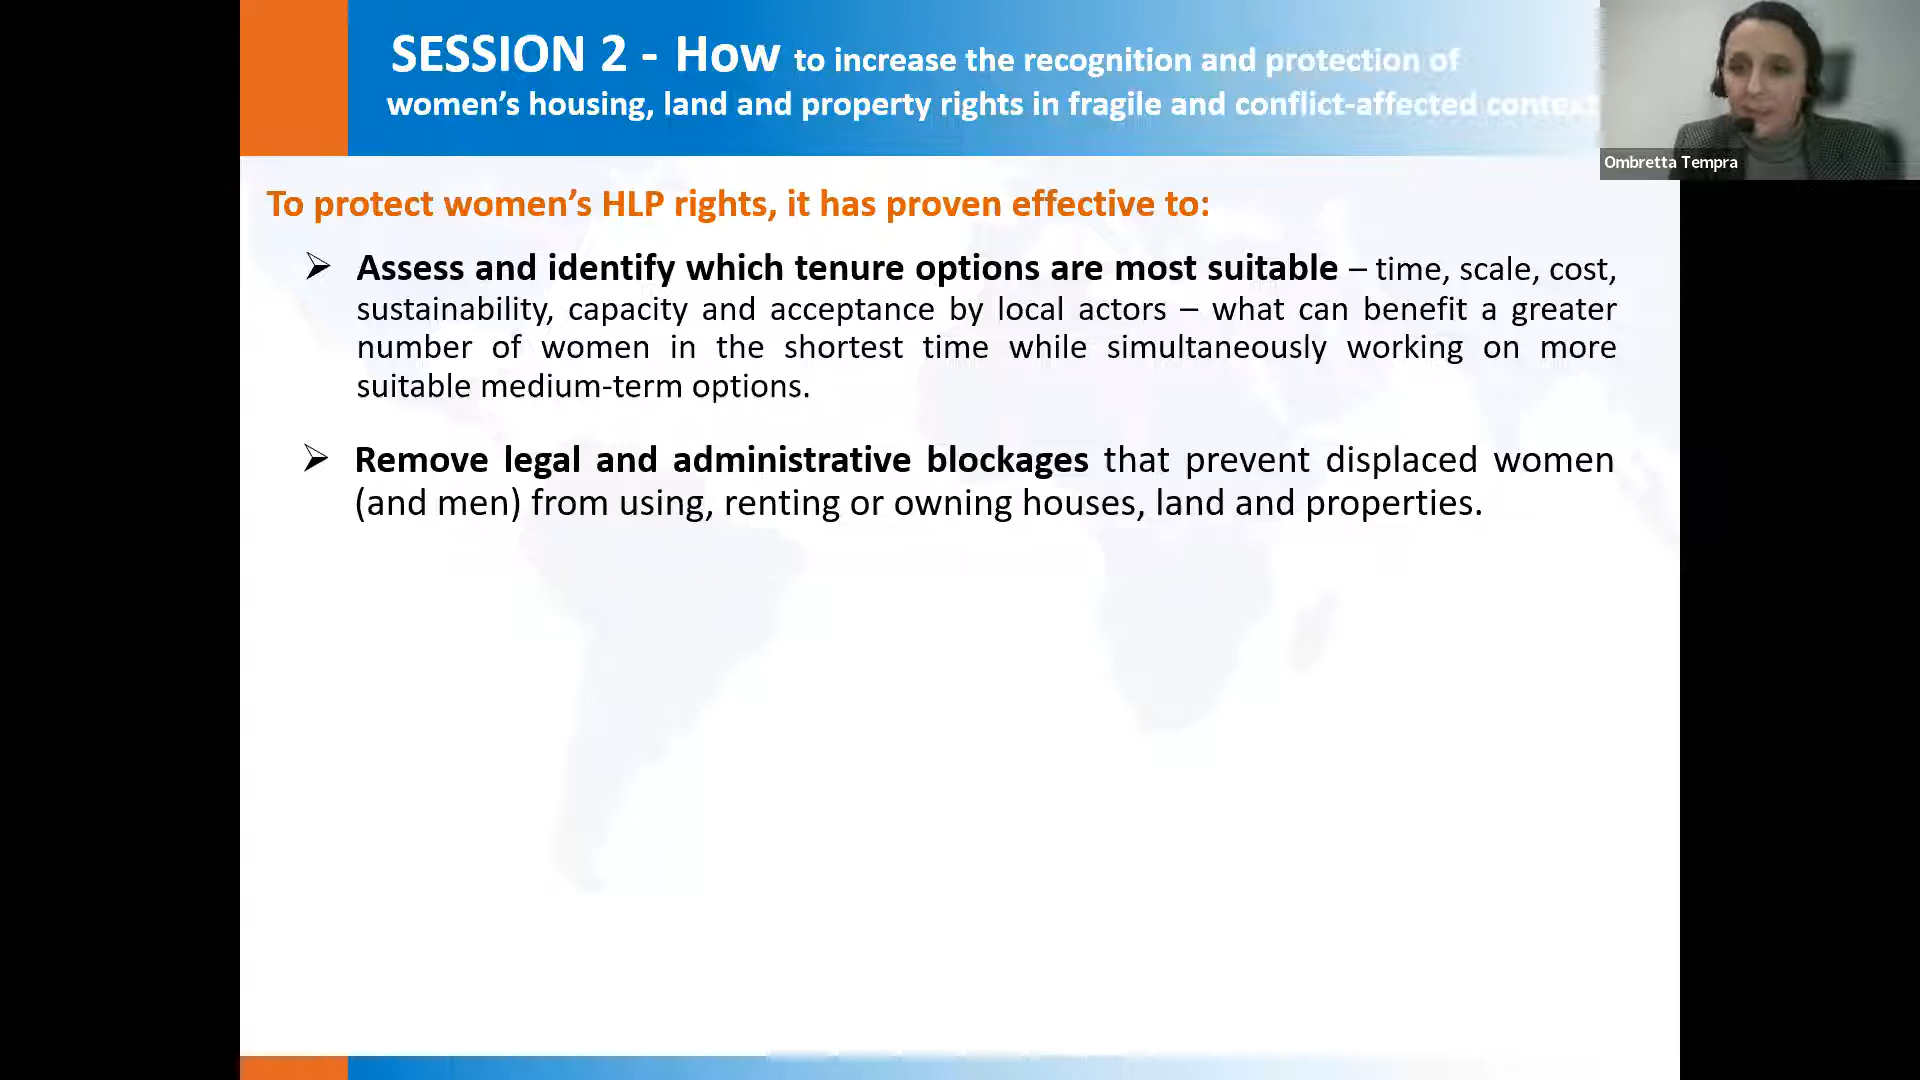 SESSION 2 - How to increase the recognition and protection of
women’s housing, land and property rights in fragile and conflict-affected
Ombretta Tempra
To protect women’s HLP rights, it has proven effective to:
➢ Assess and identify which tenure options are most suitable – time, scale, cost,
sustainability, capacity and acceptance by local actors – what can benefit a greater
number of women in the shortest time while simultaneously working on more
suitable medium-term options.
➢ Remove legal and administrative blockages that prevent displaced women
(and men) from using, renting or owning houses, land and properties.